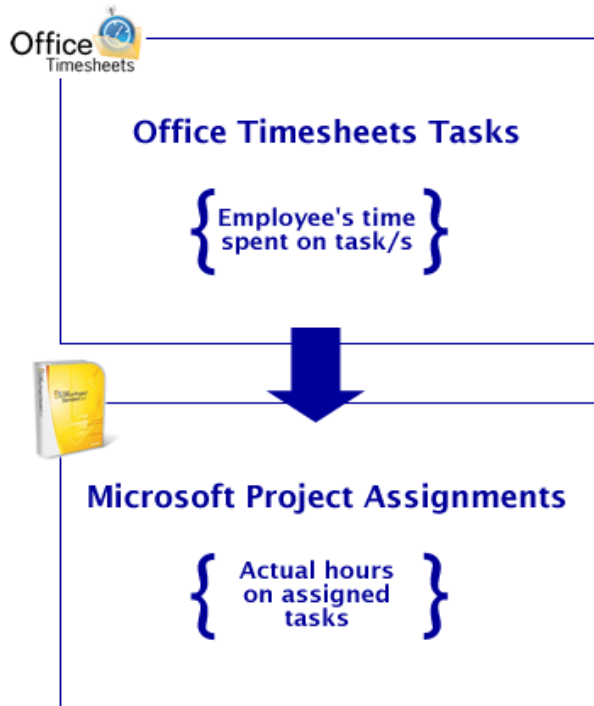 Office
Timesheets
Office Timesheets Tasks
{ Employee's time }
spent on task/s
Microsoft Project Assignments
{ Actual hours }
on assigned
tasks